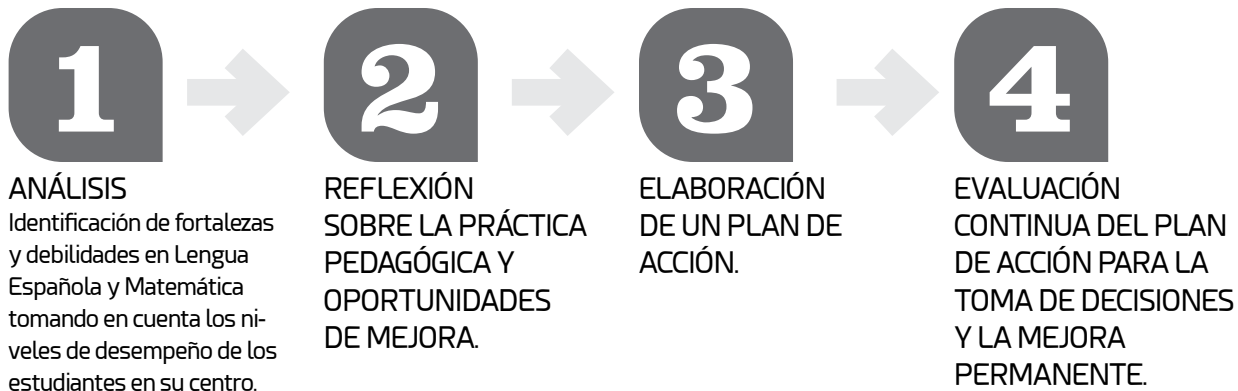 1
ANÁLISIS
Identificación de fortalezas
y debilidades en Lengua
Española y Matemática
tomando en cuenta los ni-
veles de desempeño de los
estudiantes en su centro.
2
REFLEXIÓN
SOBRE LA PRÁCTICA
PEDAGÓGICA Y
OPORTUNIDADES
DE MEJORA.
3
ELABORACIÓN
DE UN PLAN DE
ACCIÓN.
4
EVALUACIÓN
CONTINUA DEL PLAN
DE ACCIÓN PARA LA
TOMA DE DECISIONES
Y LA MEJORA
PERMANENTE.